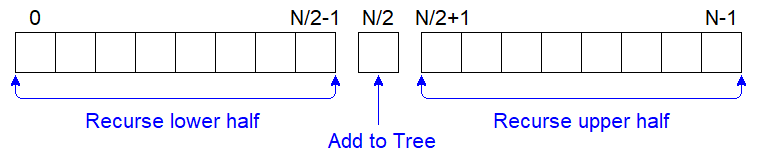 0 N/2-1 N/2 N/2+1 N-1
Recurse lower half Recurse upper half
Add to Tree